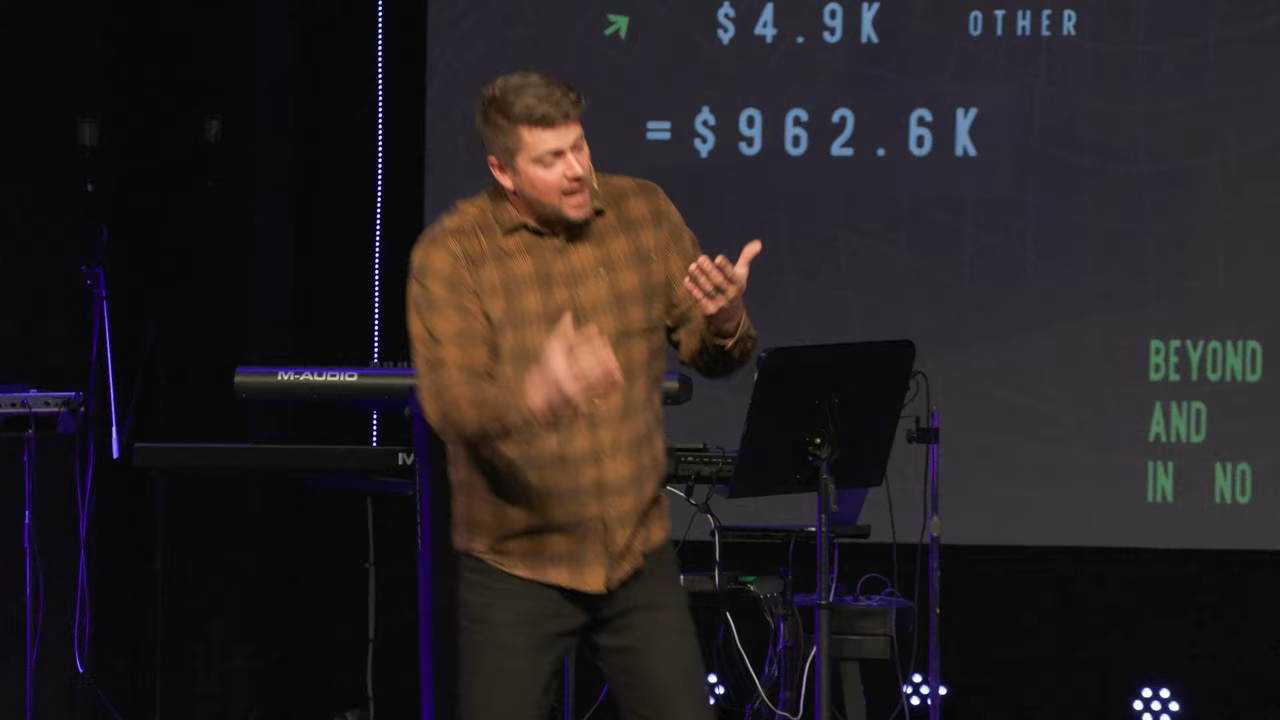 $4.9K OTHER
=$962.6K
M-AUDIO
BEYOND
AND
IN NO